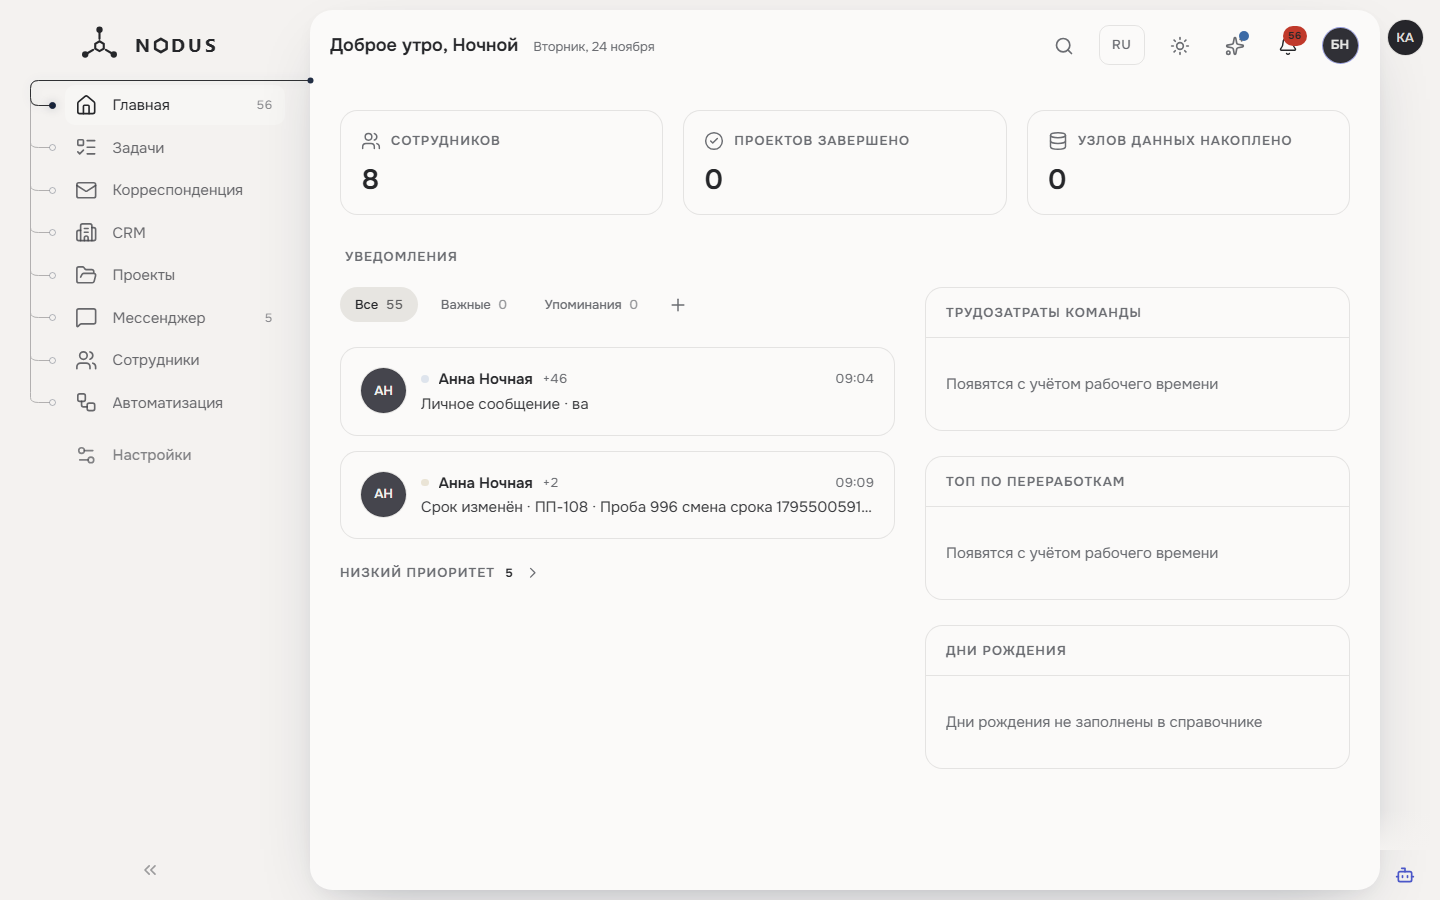 NODUS
Главная 56
Задачи
Корреспонденция
CRM
Проекты
Мессенджер 5
Сотрудники
Автоматизация
Настройки
Доброе утро, Ночной Вторник, 24 ноября
RU
56
БН
КА
СОТРУДНИКОВ
8
ПРОЕКТОВ ЗАВЕРШЕНО
0
УЗЛОВ ДАННЫХ НАКОПЛЕНО
0
УВЕДОМЛЕНИЯ
Все 55 Важные 0 Упоминания 0
АН
Анна Ночная +46 09:04
Личное сообщение · ва
АН
Анна Ночная +2 09:09
Срок изменён · ПП-108 · Проба 996 смена срока 1795500591...
НИЗКИЙ ПРИОРИТЕТ 5
ТРУДОЗАТРАТЫ КОМАНДЫ
Появятся с учётом рабочего времени
ТОП ПО ПЕРЕРАБОТКАМ
Появятся с учётом рабочего времени
ДНИ РОЖДЕНИЯ
Дни рождения не заполнены в справочнике